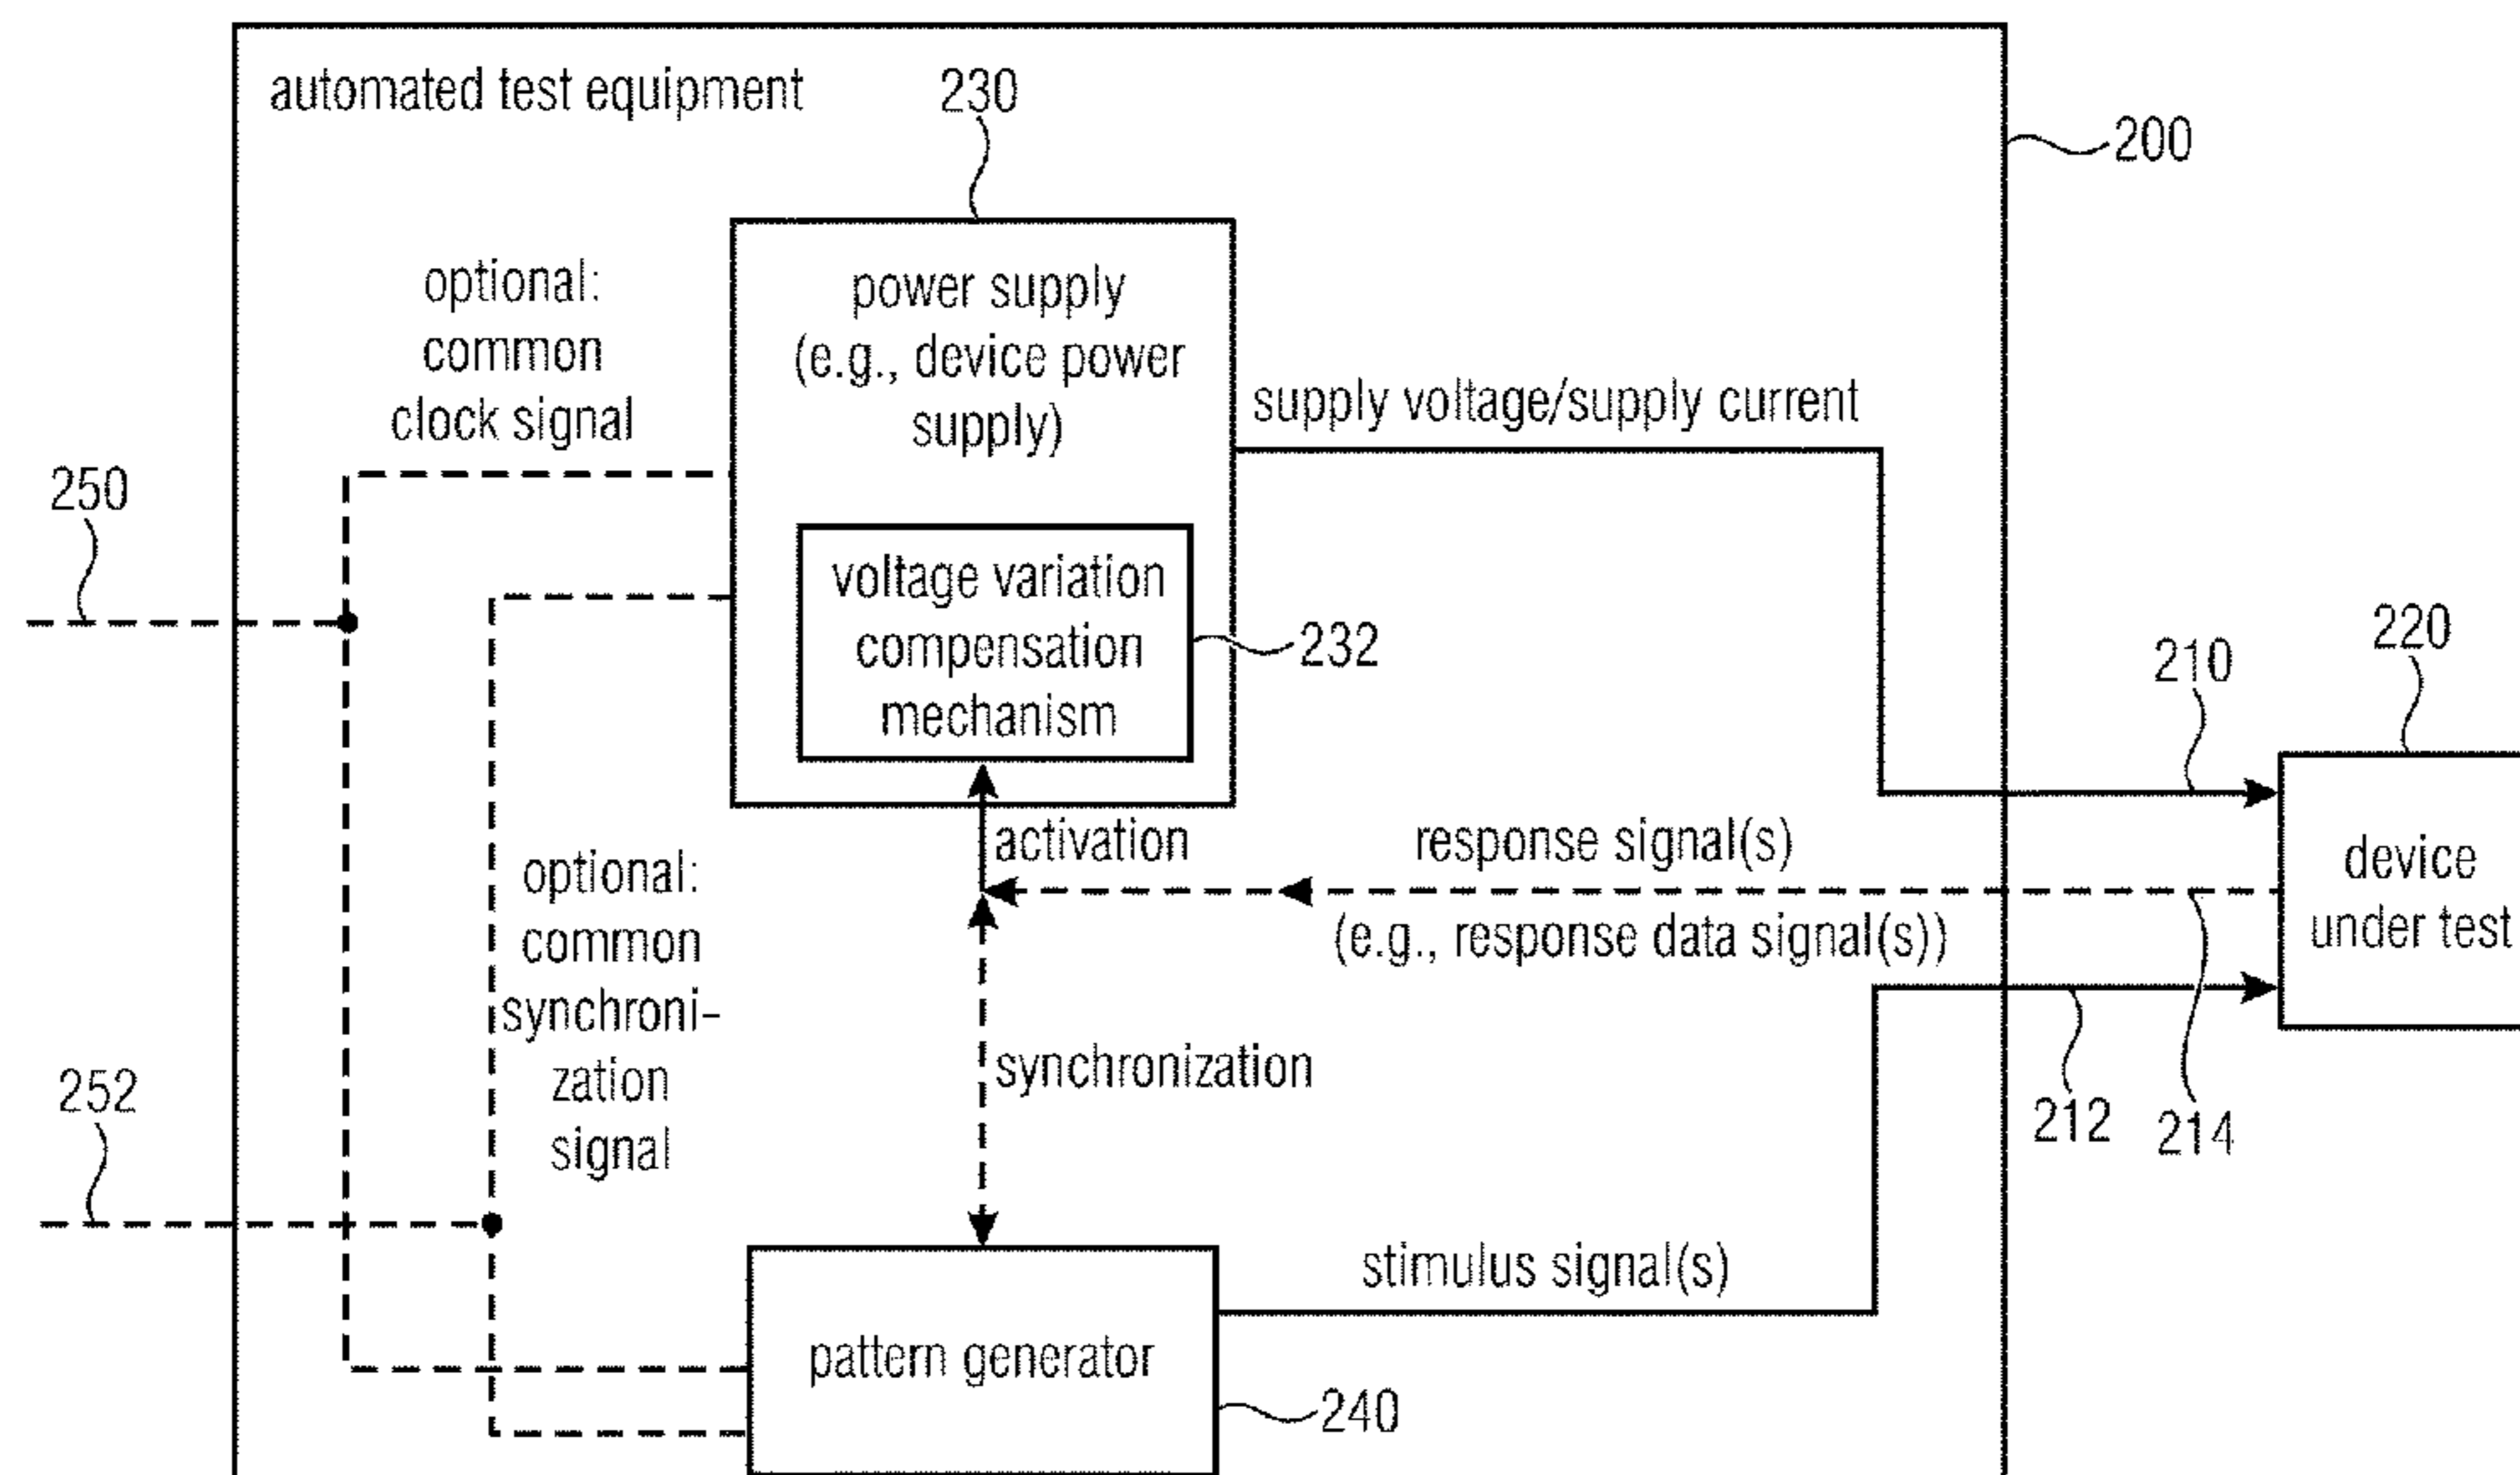 automated test equipment
230
200
optional:
common
clock signal
power supply
(e.g., device power
supply)
supply voltage/supply current
250
voltage variation
compensation
mechanism
232
210
220
activation
response signal(s)
(e.g., response data signal(s))
device
under test
optional:
common
synchroni-
zation
signal
synchronization
252
212
214
stimulus signal(s)
pattern generator
240